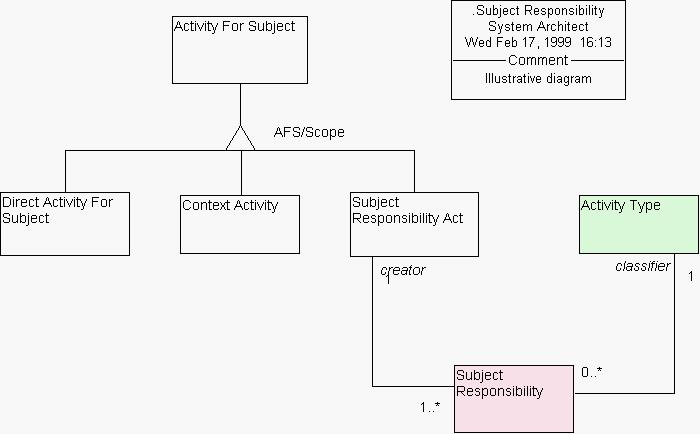 Activity For Subject
.Subject Responsibility
System Architect
Wed Feb 17, 1999 16:13
Comment
Illustrative diagram
AFS/Scope
Direct Activity For
Subject
Context Activity
Subject
Responsibility Act
Activity Type
creator
1
classifier
1
Subject
Responsibility
0..*
1..*